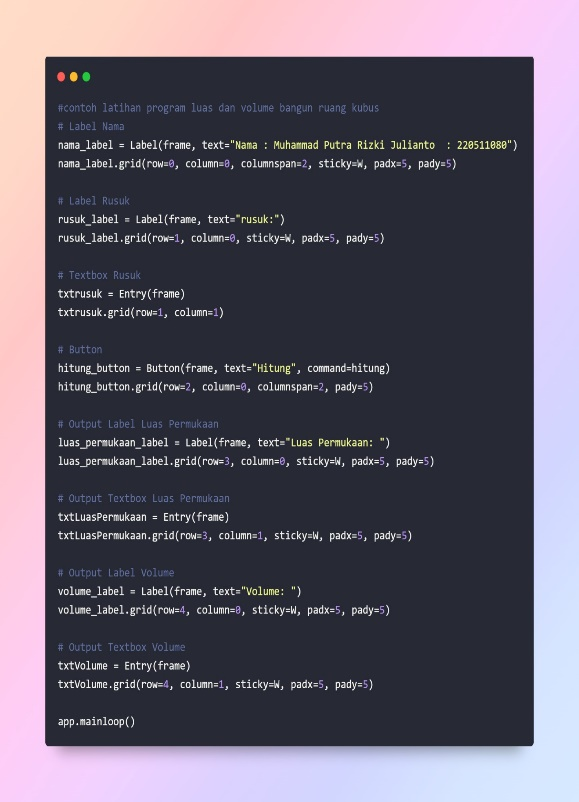 #contoh latihan program luas dan volume bangun ruang kubus
# Label Nama
nama_label = Label(frame, text="Nama : Muhammad Putra Rizki Julianto  : 220511080")
nama_label.grid(row=0, column=0, columnspan=2, sticky=W, padx=5, pady=5)

# Label Rusuk
rusuk_label = Label(frame, text="rusuk:")
rusuk_label.grid(row=1, column=0, sticky=W, padx=5, pady=5)

# Textbox Rusuk
txtrusuk = Entry(frame)
txtrusuk.grid(row=1, column=1)

# Button
hitung_button = Button(frame, text="Hitung", command=hitung)
hitung_button.grid(row=2, column=0, columnspan=2, pady=5)

# Output Label Luas Permukaan
luas_permukaan_label = Label(frame, text="Luas Permukaan: ")
luas_permukaan_label.grid(row=3, column=0, sticky=W, padx=5, pady=5)

# Output Textbox Luas Permukaan
txtLuasPermukaan = Entry(frame)
txtLuasPermukaan.grid(row=3, column=1, sticky=W, padx=5, pady=5)

# Output Label Volume
volume_label = Label(frame, text="Volume: ")
volume_label.grid(row=4, column=0, sticky=W, padx=5, pady=5)

# Output Textbox Volume
txtVolume = Entry(frame)
txtVolume.grid(row=4, column=1, sticky=W, padx=5, pady=5)

app.mainloop()